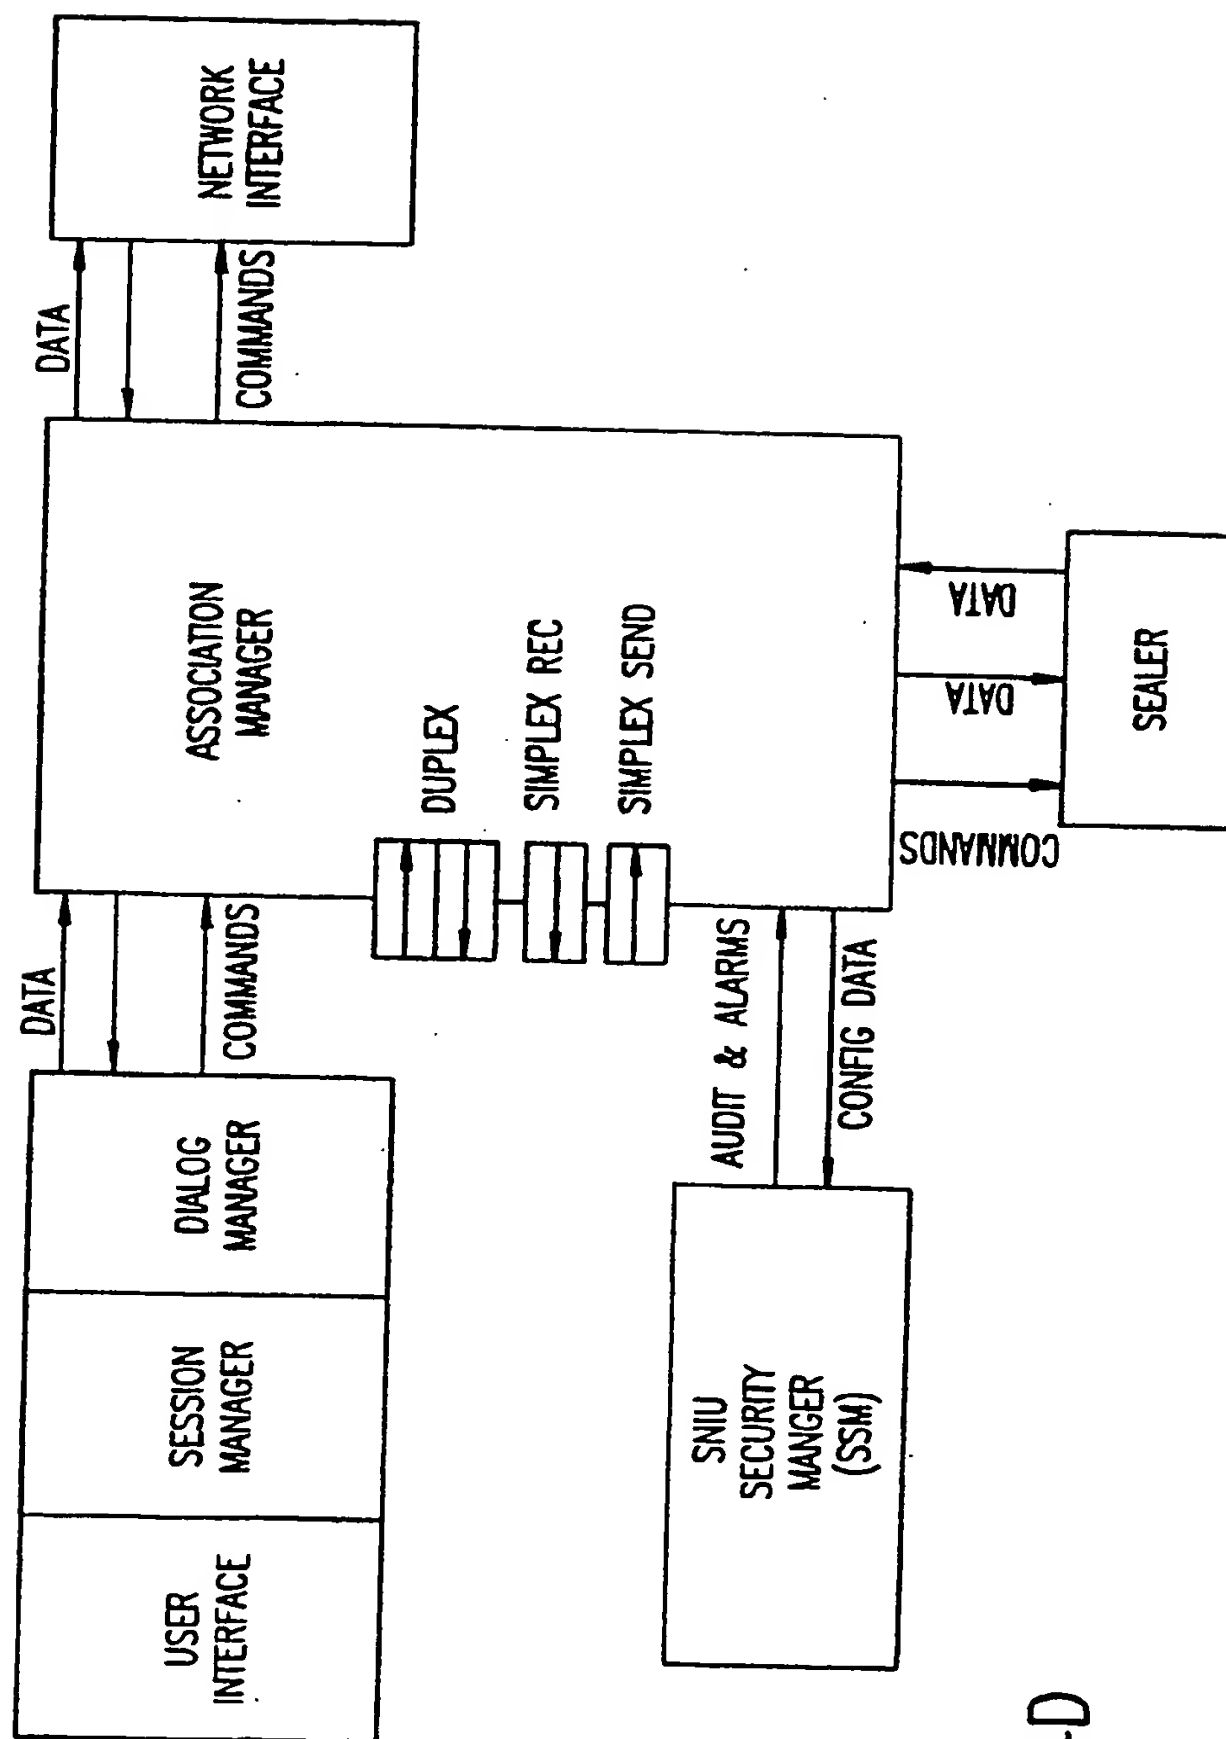 USER
INTERFACE
SESSION
MANAGER
DIALOG
MANAGER
DATA
COMMANDS
ASSOCIATION
MANAGER
DUPLEX
SIMPLEX REC
SIMPLEX SEND
DATA
COMMANDS
NETWORK
INTERFACE
SNIU
SECURITY
MANGER
(SSM)
AUDIT & ALARMS
CONFIG DATA
COMMANDS
DATA
DATA
SEALER
-D